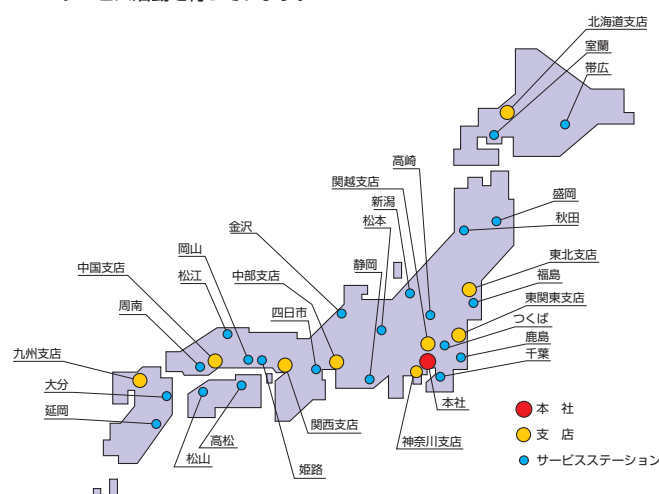 北海道支店
室蘭
帯広
高崎
関越支店
新潟
盛岡
松本
秋田
金沢
岡山
静岡
東北支店
中国支店
中部支店
福島
松江
東関東支店
周南
四日市
つくば
鹿島
九州支店
千葉
大分
本社
延岡
関西支店
神奈川支店
高松
松山
姫路
本 社
支 店
サービスステーション